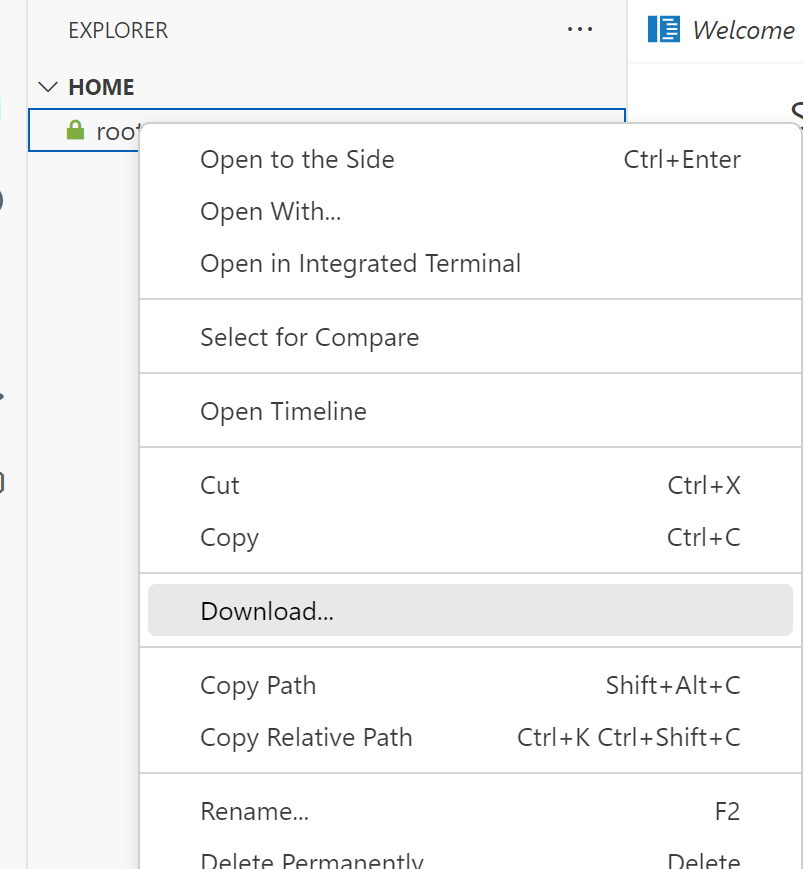 EXPLORER ...
Welcome
HOME
Open to the Side Ctrl+Enter
Open With...
Open in Integrated Terminal
Select for Compare
Open Timeline
Cut Ctrl+X
Copy Ctrl+C
Download...
Copy Path Shift+Alt+C
Copy Relative Path Ctrl+K Ctrl+Shift+C
Rename... F2
Delete Permanently Delete